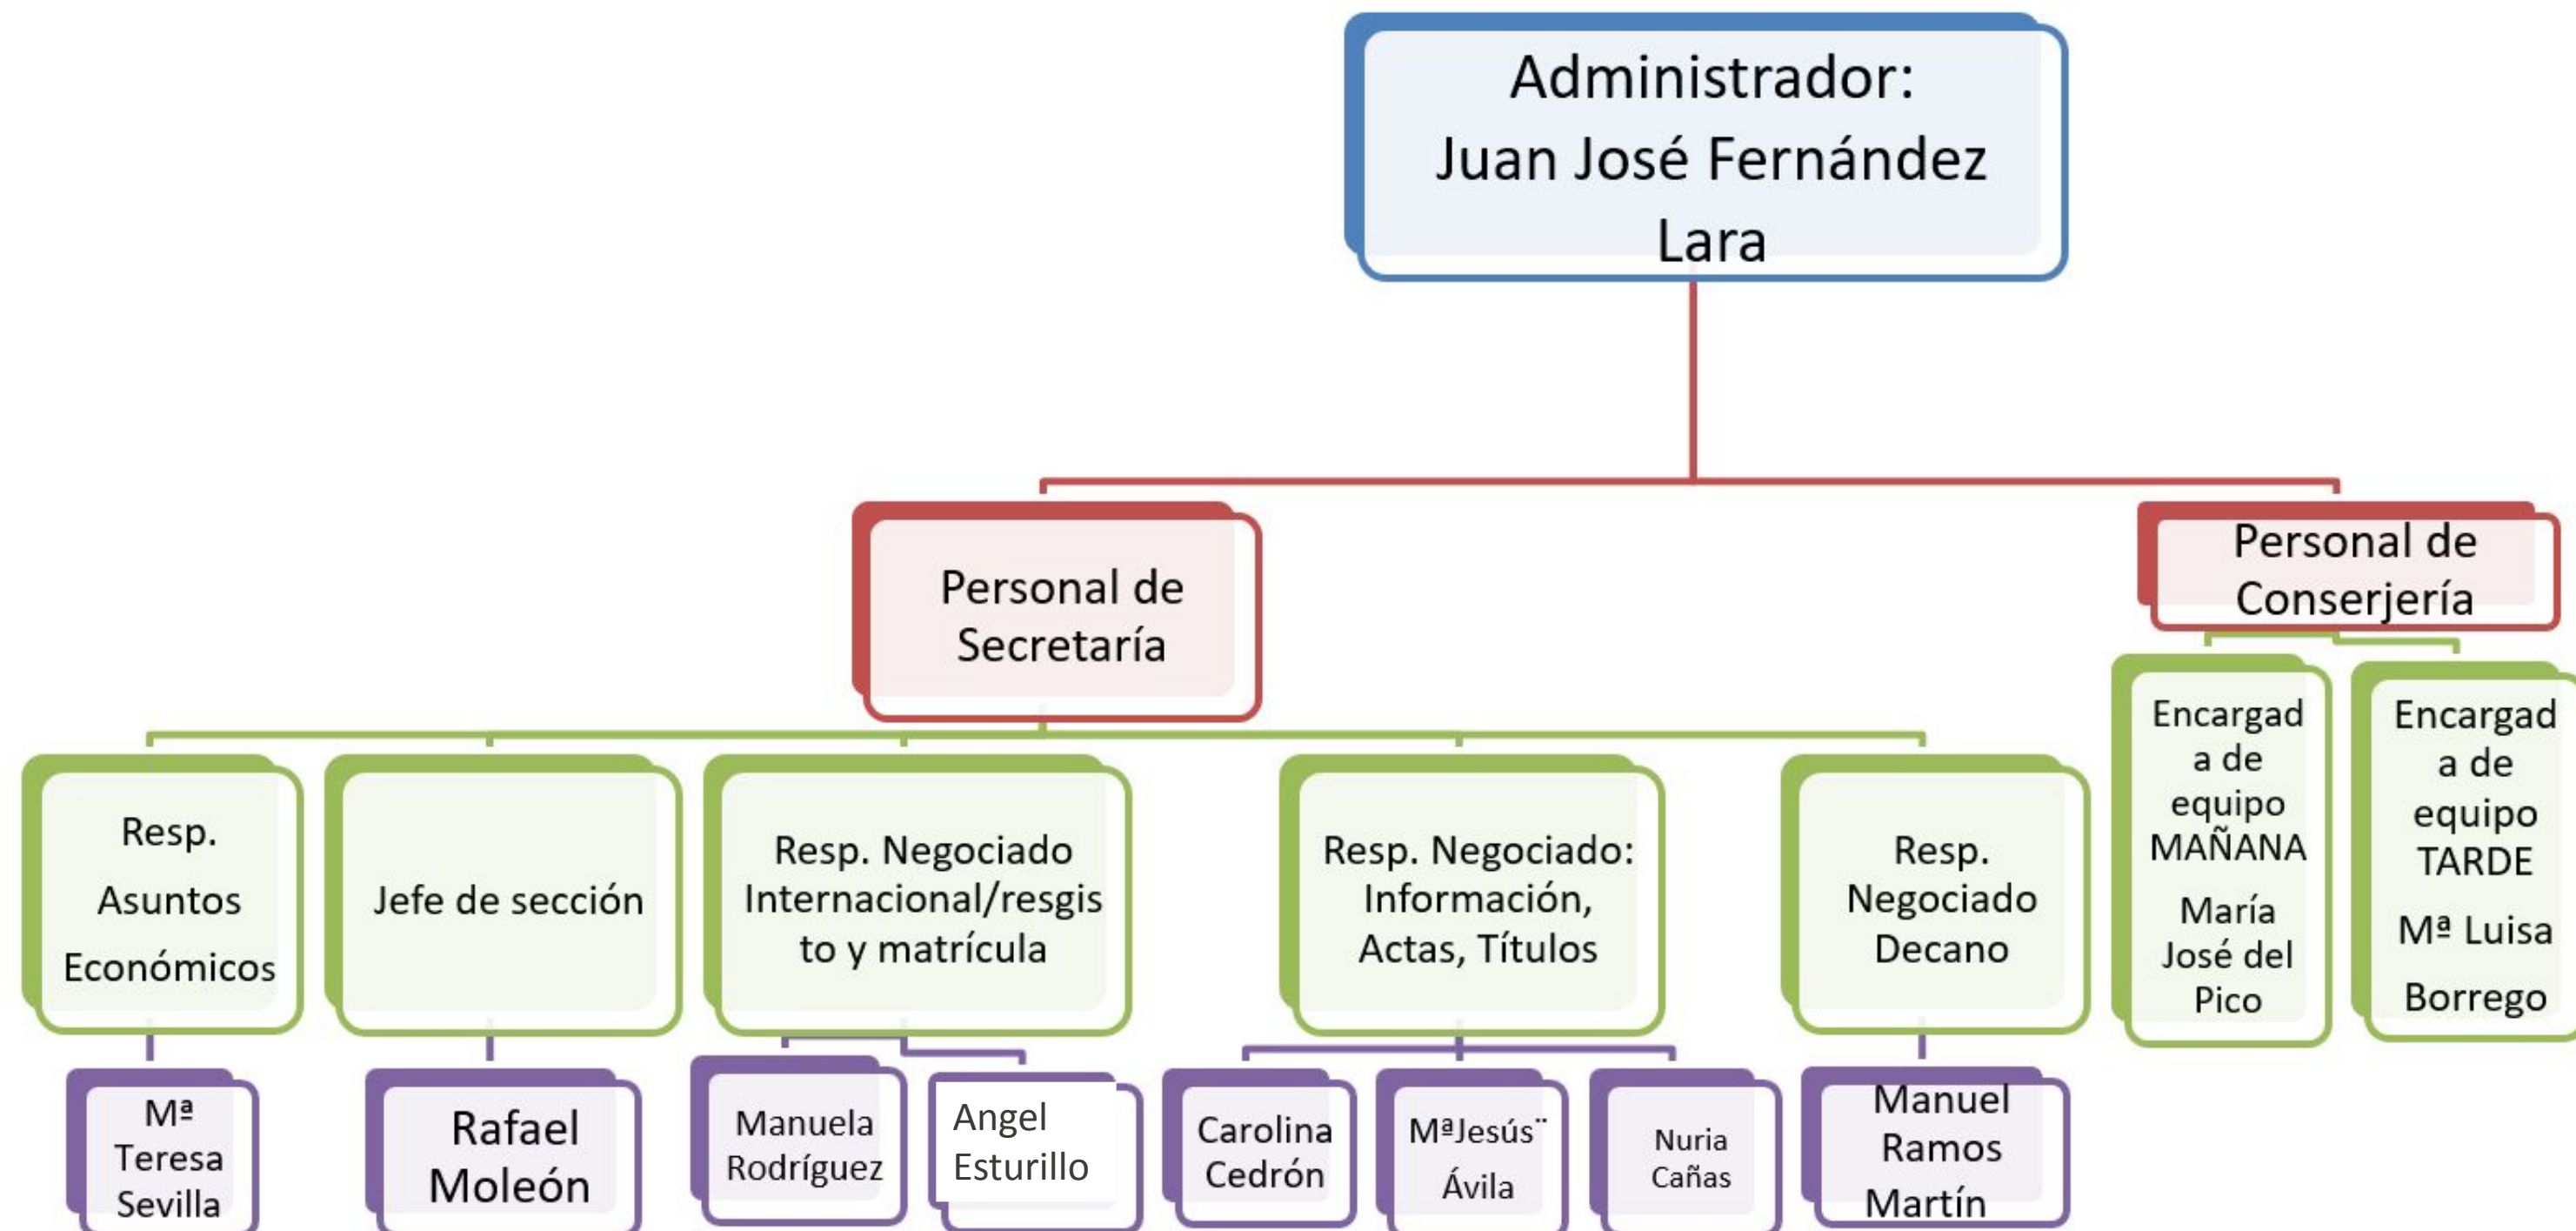 Administrador:
Juan José Fernández
Lara
Personal de
Secretaría
Personal de
Conserjería
Resp.
Asuntos
Económicos
Jefe de sección
Resp. Negociado
Internacional/resgis
to y matrícula
Resp. Negociado:
Información,
Actas, Títulos
Resp.
Negociado
Decano
Encargad
a de
equipo
MAÑANA
María
José del
Pico
Encargad
a de
equipo
TARDE
Mª Luisa
Borrego
Mª
Teresa
Sevilla
Rafael
Moleón
Manuela
Rodríguez
Angel
Esturillo
Carolina
Cedrón
MªJesús¨
Ávila
Nuria
Cañas
Manuel
Ramos
Martín